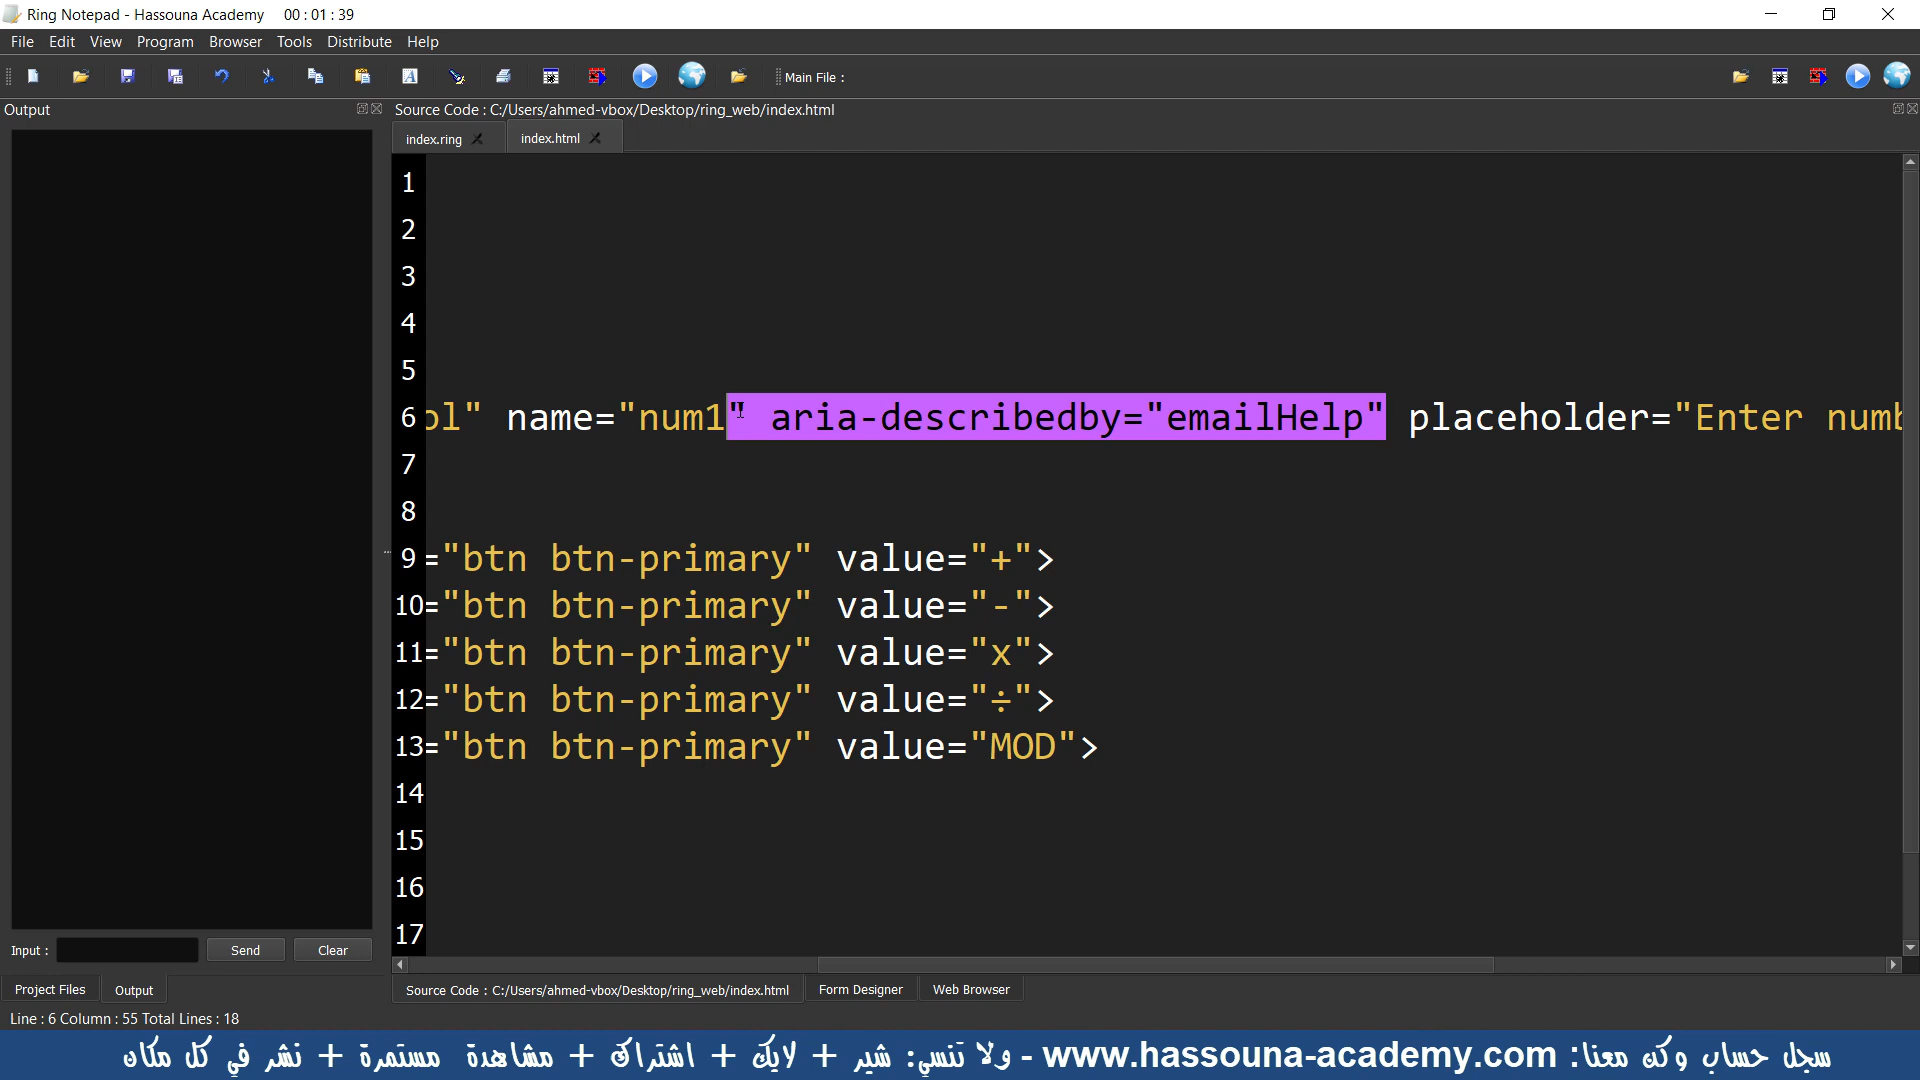 Ring Notepad - Hassouna Academy 00 : 01 : 39
File Edit View Program Browser Tools Distribute Help
Main File :
Output
Source Code : C:/Users/ahmed-vbox/Desktop/ring_web/index.html
index.ring index.html
1
2
3
4
5
6 ol" name="num1" aria-describedby="emailHelp" placeholder="Enter numb
7
8
9 ="btn btn-primary" value="+">
10 ="btn btn-primary" value="-">
11 ="btn btn-primary" value="x">
12 ="btn btn-primary" value="÷">
13 ="btn btn-primary" value="MOD">
14
15
16
17
Input : Send Clear
Project Files Output
Source Code : C:/Users/ahmed-vbox/Desktop/ring_web/index.html Form Designer Web Browser
Line : 6 Column : 55 Total Lines : 18
سجل حساب وكن معنا: www.hassouna-academy.com - ولا تنسي: شير + لايك + اشتراك + مشاهدة مستمرة + نشر في كل مكان